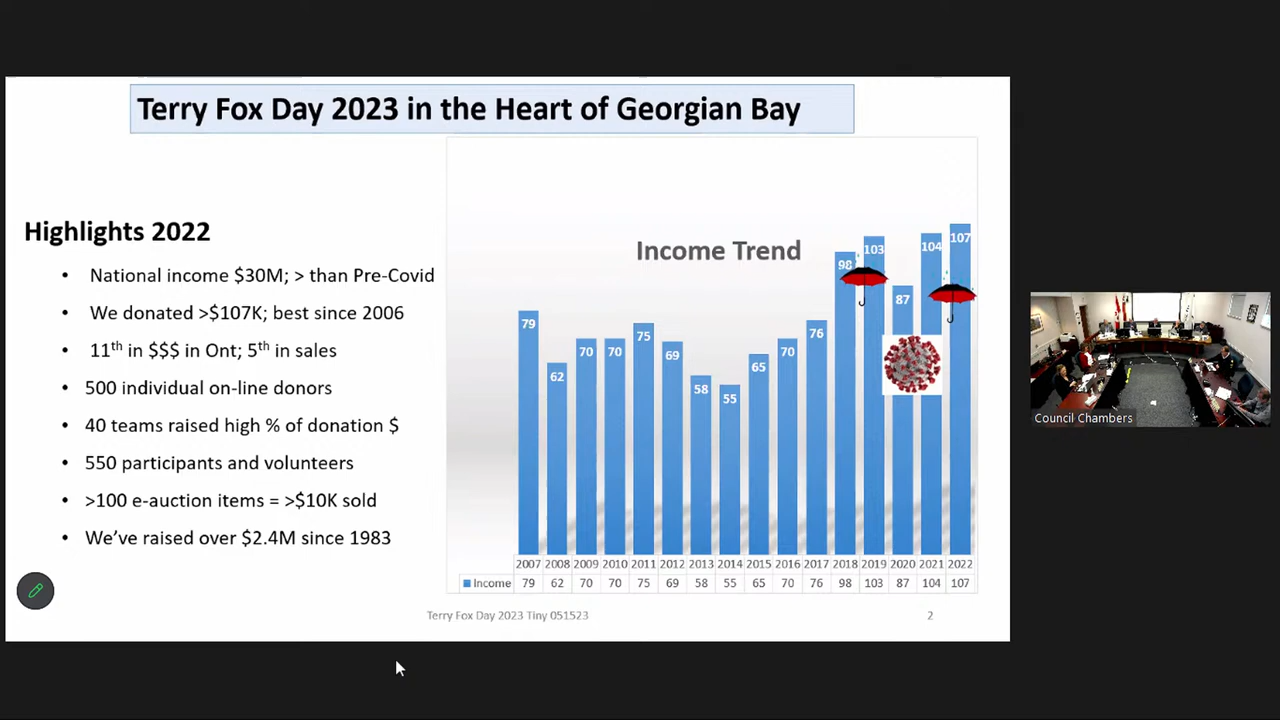 Terry Fox Day 2023 in the Heart of Georgian Bay
Highlights 2022
• National income $30M; > than Pre-Covid
• We donated >$107K; best since 2006
• 11th in $$$ in Ont; 5th in sales
• 500 individual on-line donors
• 40 teams raised high % of donation $
• 550 participants and volunteers
• >100 e-auction items = >$10K sold
• We've raised over $2.4M since 1983
Income Trend
79 62 70 70 75 69 58 55 65 70 76 98 103 87 104 107
2007 2008 2009 2010 2011 2012 2013 2014 2015 2016 2017 2018 2019 2020 2021 2022
Income 79 62 70 70 75 69 58 55 65 70 76 98 103 87 104 107
Terry Fox Day 2023 Tiny 051523
2
Council Chambers